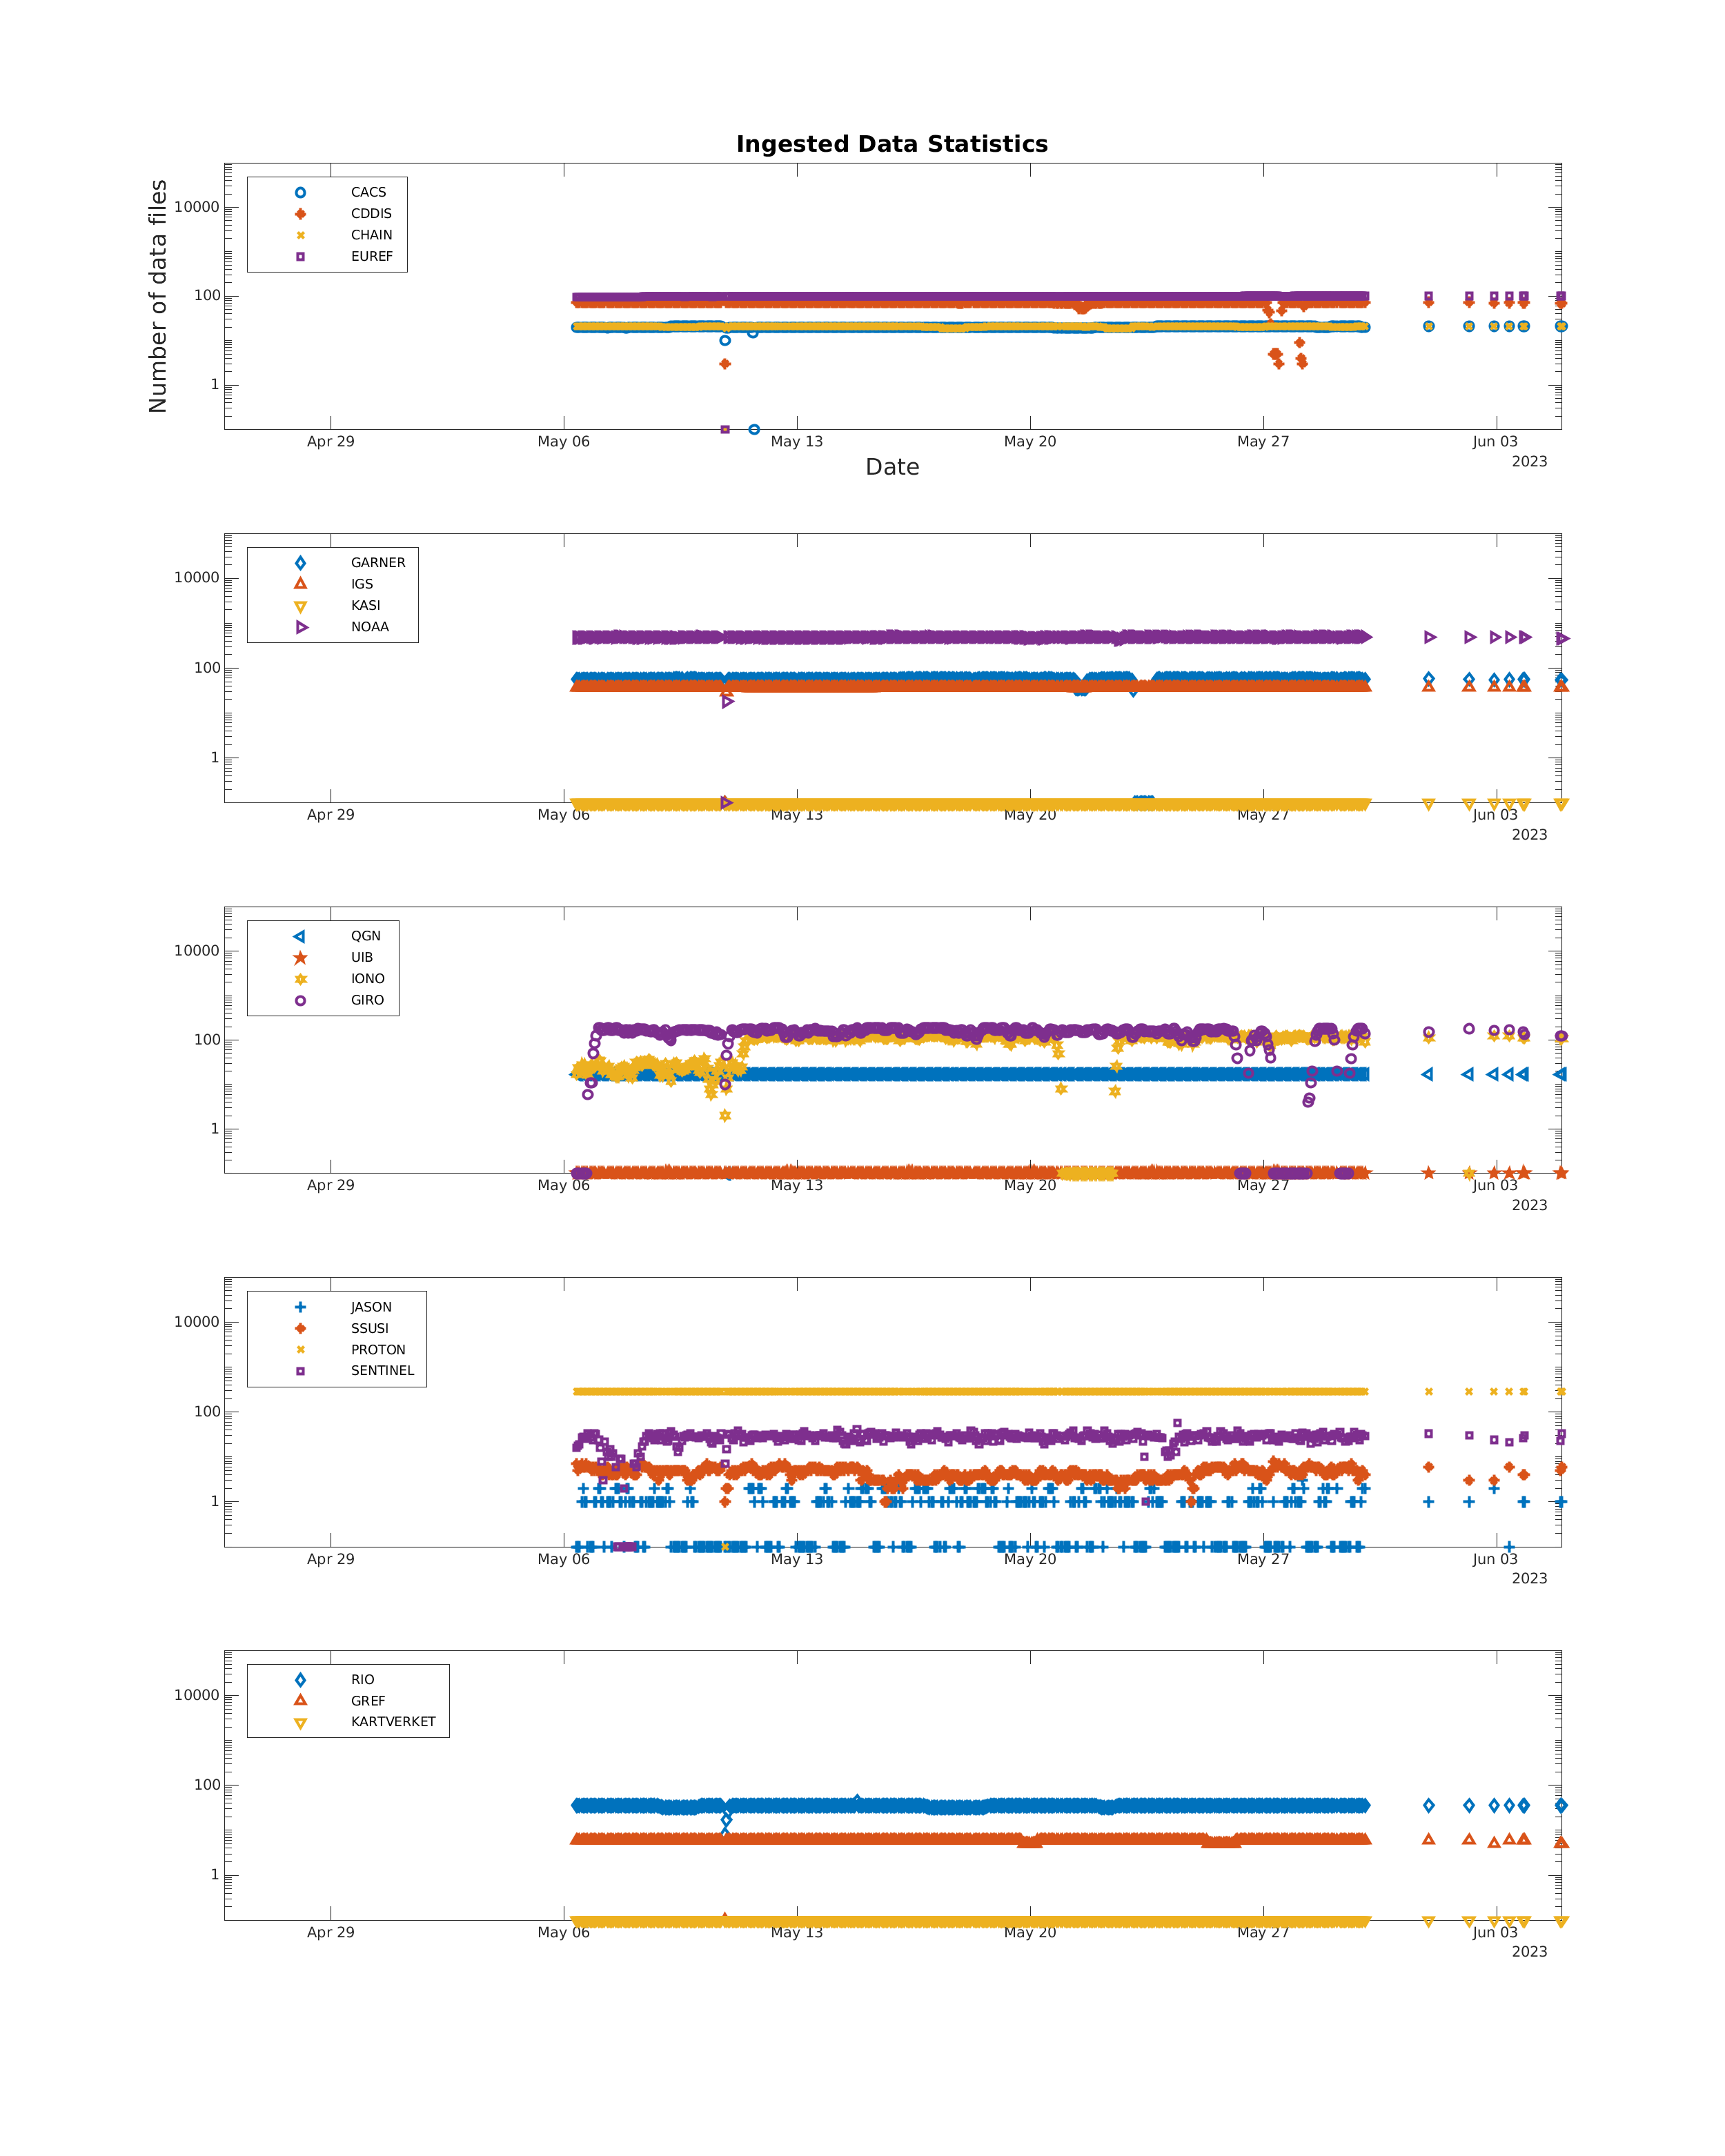 Ingested Data Statistics
Number of data files
CACS
CDDIS
CHAIN
EUREF
10000
100
1
Apr 29 May 06 May 13 May 20 May 27 Jun 03
2023
Date
GARNER
IGS
KASI
NOAA
10000
100
1
Apr 29 May 06 May 13 May 20 May 27 Jun 03
2023
QGN
UIB
IONO
GIRO
10000
100
1
Apr 29 May 06 May 13 May 20 May 27 Jun 03
2023
JASON
SSUSI
PROTON
SENTINEL
10000
100
1
Apr 29 May 06 May 13 May 20 May 27 Jun 03
2023
RIO
GREF
KARTVERKET
10000
100
1
Apr 29 May 06 May 13 May 20 May 27 Jun 03
2023